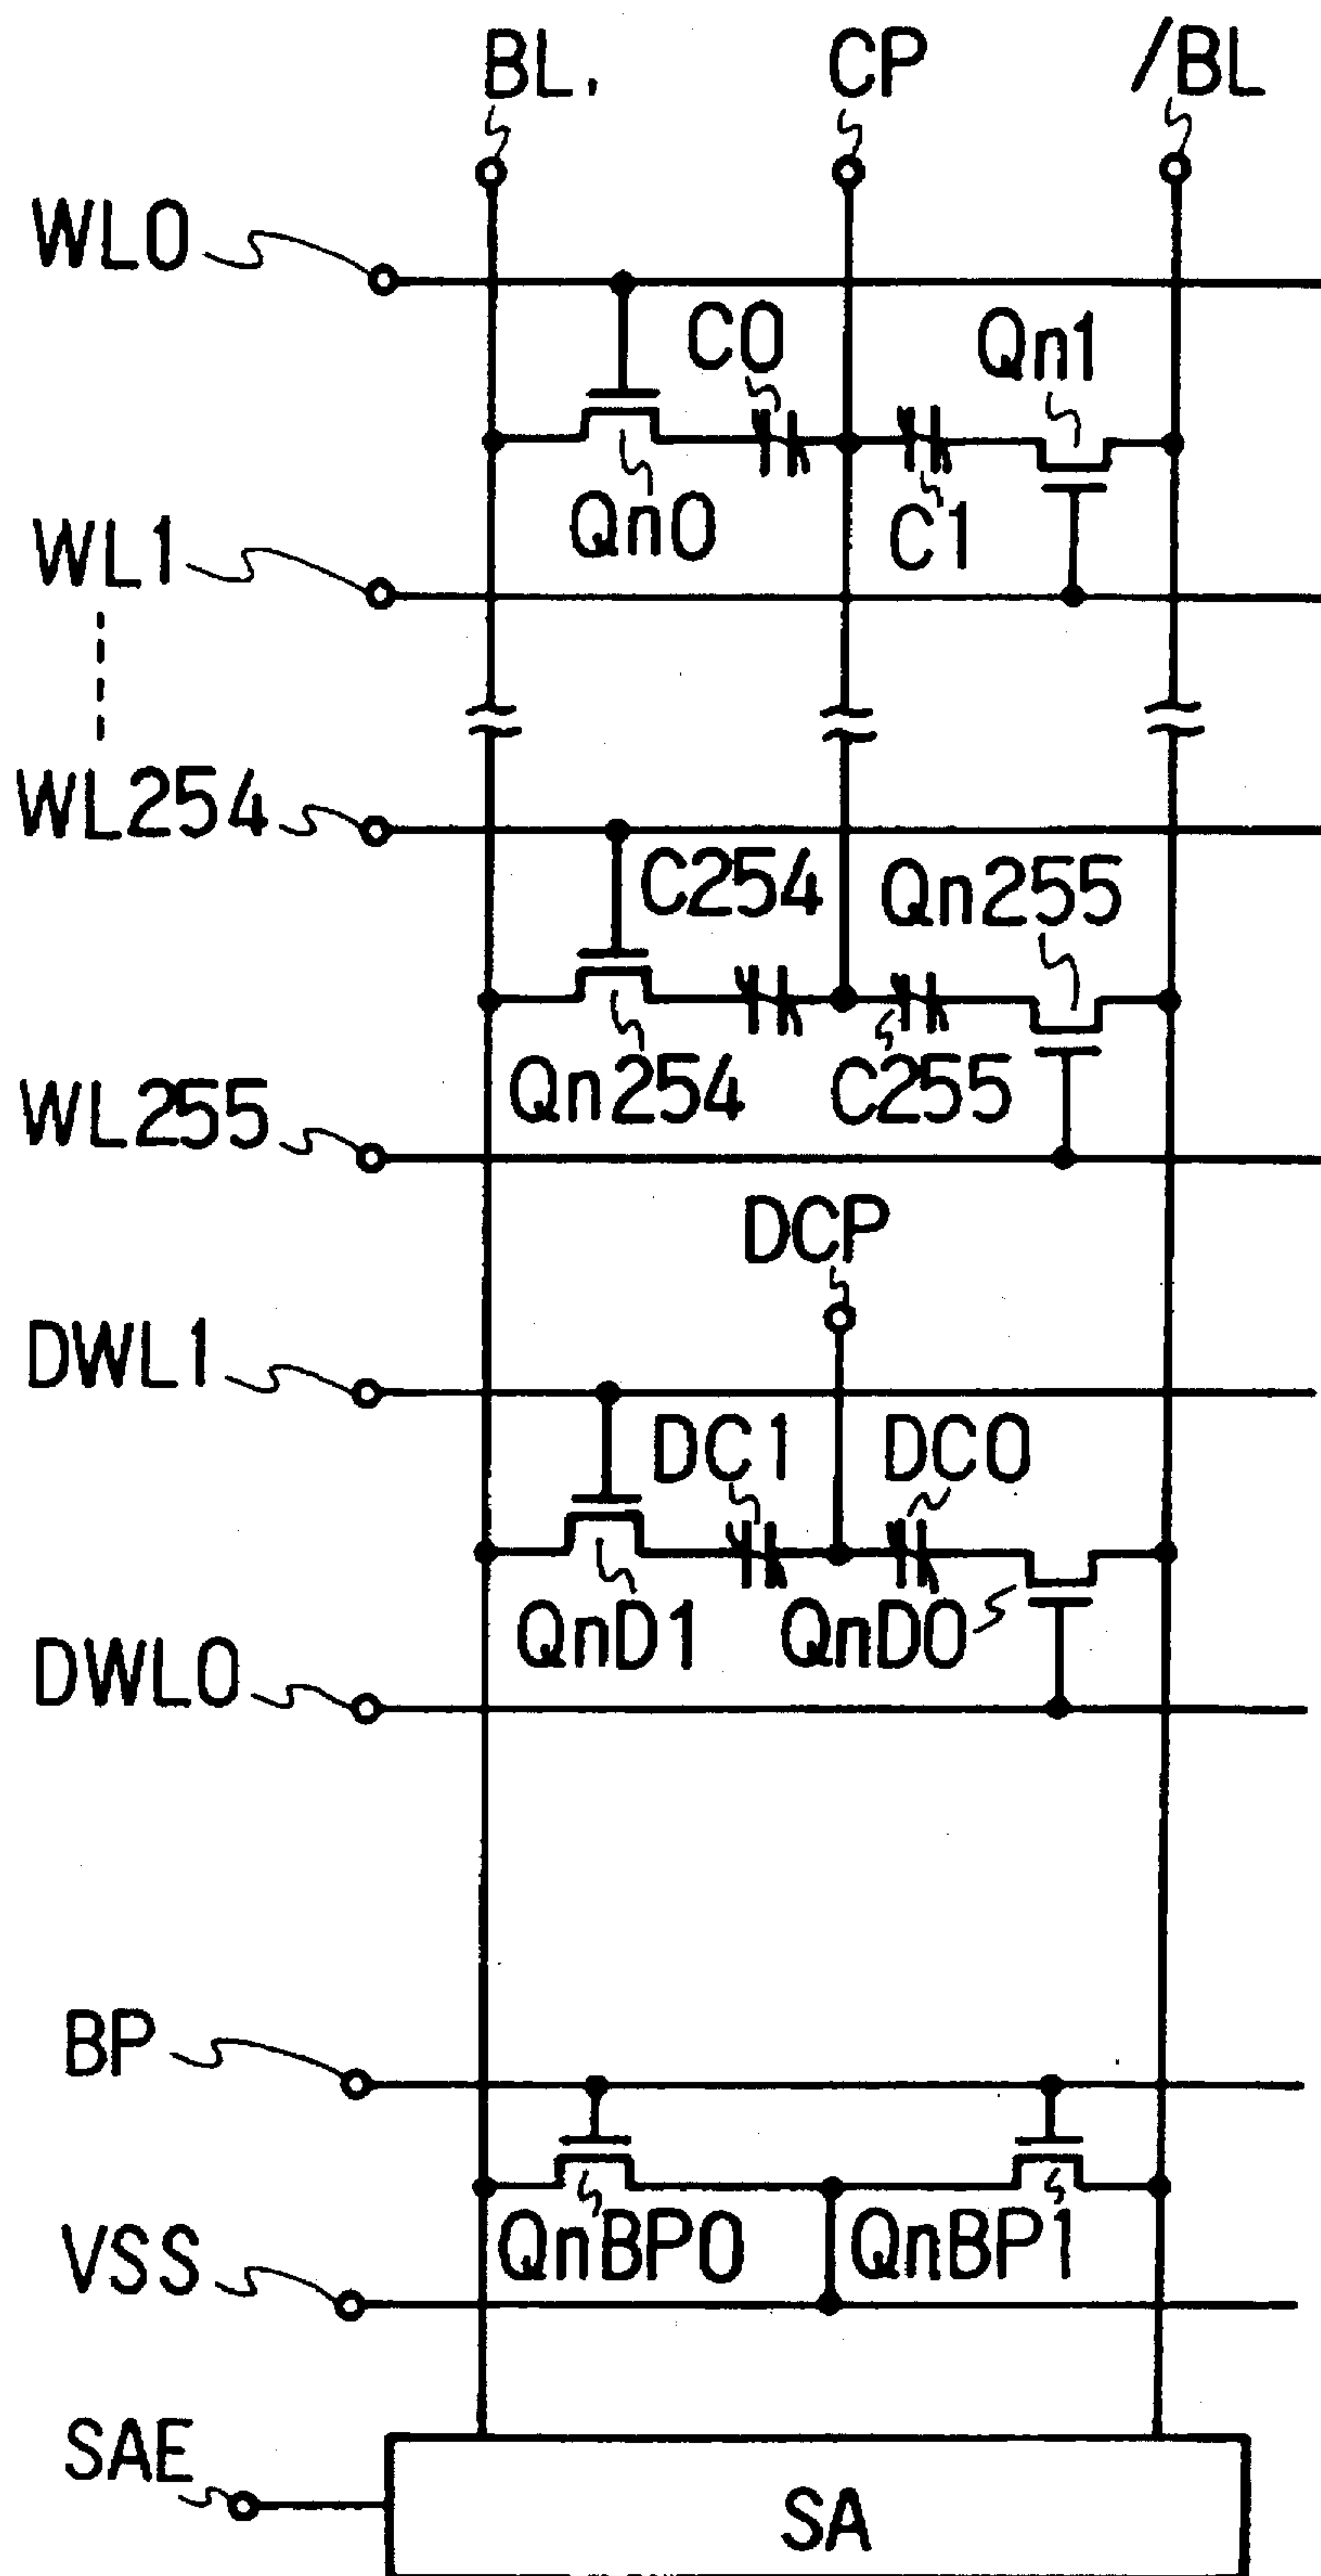 BL. CP /BL
WL0
C0 Qn1
Qn0 C1
WL1
WL254
C254 Qn255
Qn254 C255
WL255
DCP
DWL1
DC1 DC0
QnD1 QnD0
DWL0
BP
QnBP0 QnBP1
VSS
SAE
SA